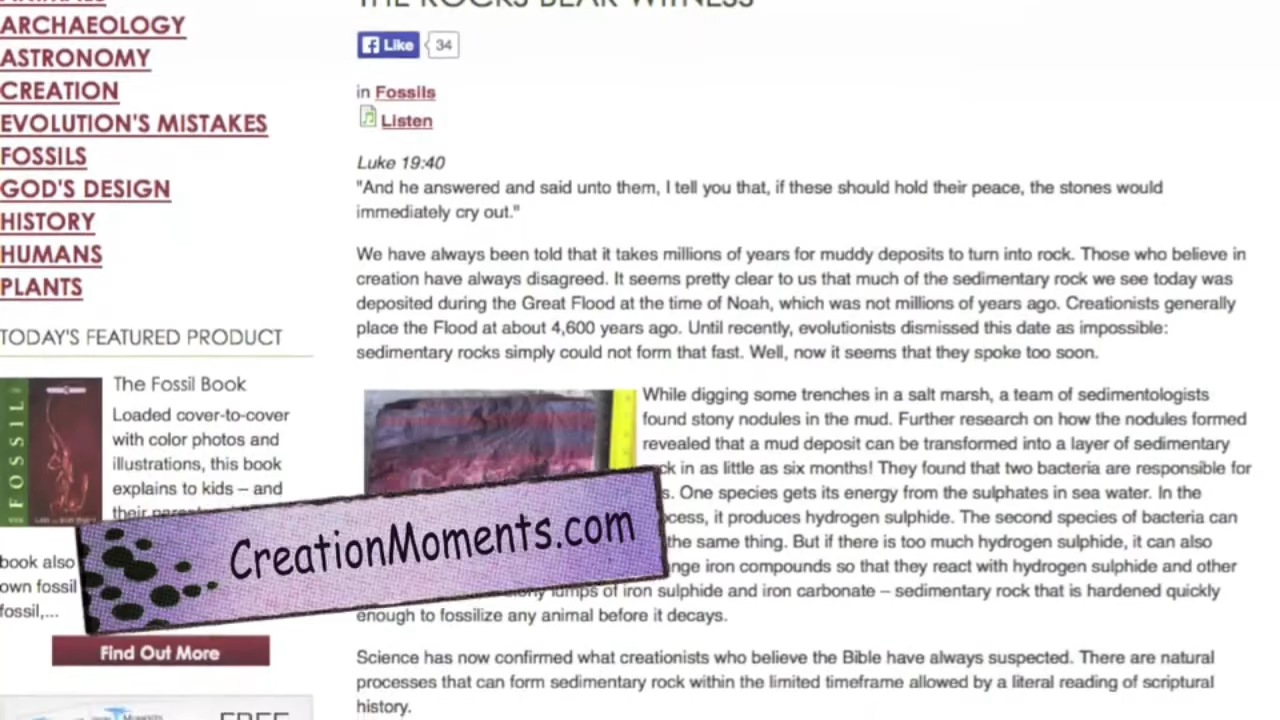 THE ROCKS BEAR WITNESS
ARCHAEOLOGY
ASTRONOMY
CREATION
EVOLUTION'S MISTAKES
FOSSILS
GOD'S DESIGN
HISTORY
HUMANS
PLANTS
TODAY'S FEATURED PRODUCT
The Fossil Book
Loaded cover-to-cover
with color photos and
illustrations, this book
explains to kids – and
their
book also
own fossil
fossil,...
FOSSIL
Find Out More
FREE
Like 34
in Fossils
Listen
Luke 19:40
"And he answered and said unto them, I tell you that, if these should hold their peace, the stones would
immediately cry out."
We have always been told that it takes millions of years for muddy deposits to turn into rock. Those who believe in
creation have always disagreed. It seems pretty clear to us that much of the sedimentary rock we see today was
deposited during the Great Flood at the time of Noah, which was not millions of years ago. Creationists generally
place the Flood at about 4,600 years ago. Until recently, evolutionists dismissed this date as impossible:
sedimentary rocks simply could not form that fast. Well, now it seems that they spoke too soon.
While digging some trenches in a salt marsh, a team of sedimentologists
found stony nodules in the mud. Further research on how the nodules formed
revealed that a mud deposit can be transformed into a layer of sedimentary
ck in as little as six months! They found that two bacteria are responsible for
s. One species gets its energy from the sulphates in sea water. In the
cess, it produces hydrogen sulphide. The second species of bacteria can
the same thing. But if there is too much hydrogen sulphide, it can also
nge iron compounds so that they react with hydrogen sulphide and other
lumps of iron sulphide and iron carbonate – sedimentary rock that is hardened quickly
enough to fossilize any animal before it decays.
CreationMoments.com
Science has now confirmed what creationists who believe the Bible have always suspected. There are natural
processes that can form sedimentary rock within the limited timeframe allowed by a literal reading of scriptural
history.